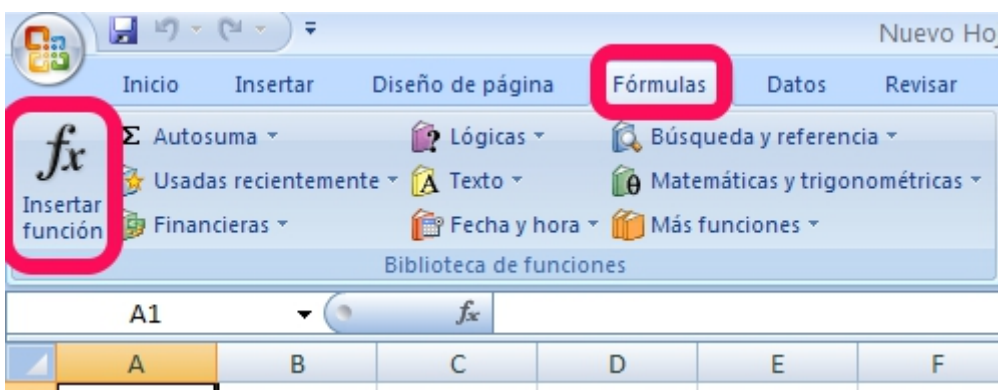 Nuevo Ho
Inicio Insertar Diseño de página Fórmulas Datos Revisar
fx Insertar función
Σ Autosuma Lógicas Búsqueda y referencia
Usadas recientemente A Texto Matemáticas y trigonométricas
Financieras Fecha y hora Más funciones
Biblioteca de funciones
A1 fx
A B C D E F